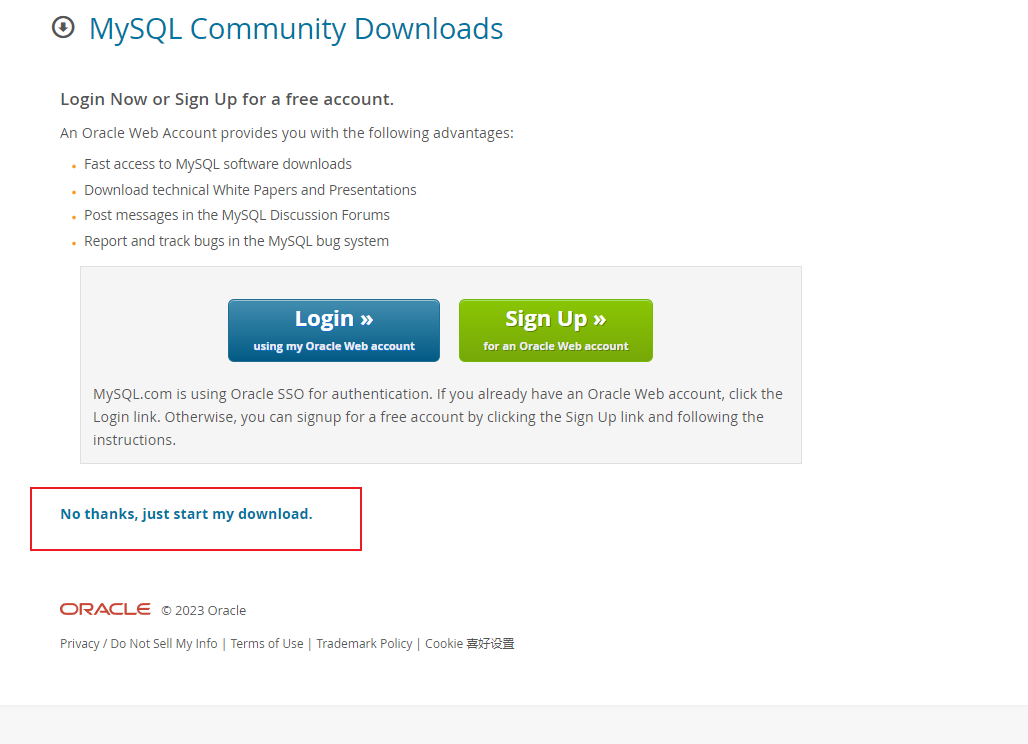 MySQL Community Downloads
Login Now or Sign Up for a free account.
An Oracle Web Account provides you with the following advantages:
Fast access to MySQL software downloads
Download technical White Papers and Presentations
Post messages in the MySQL Discussion Forums
Report and track bugs in the MySQL bug system
Login »
using my Oracle Web account
Sign Up »
for an Oracle Web account
MySQL.com is using Oracle SSO for authentication. If you already have an Oracle Web account, click the
Login link. Otherwise, you can signup for a free account by clicking the Sign Up link and following the
instructions.
No thanks, just start my download.
ORACLE © 2023 Oracle
Privacy / Do Not Sell My Info | Terms of Use | Trademark Policy | Cookie 喜好设置